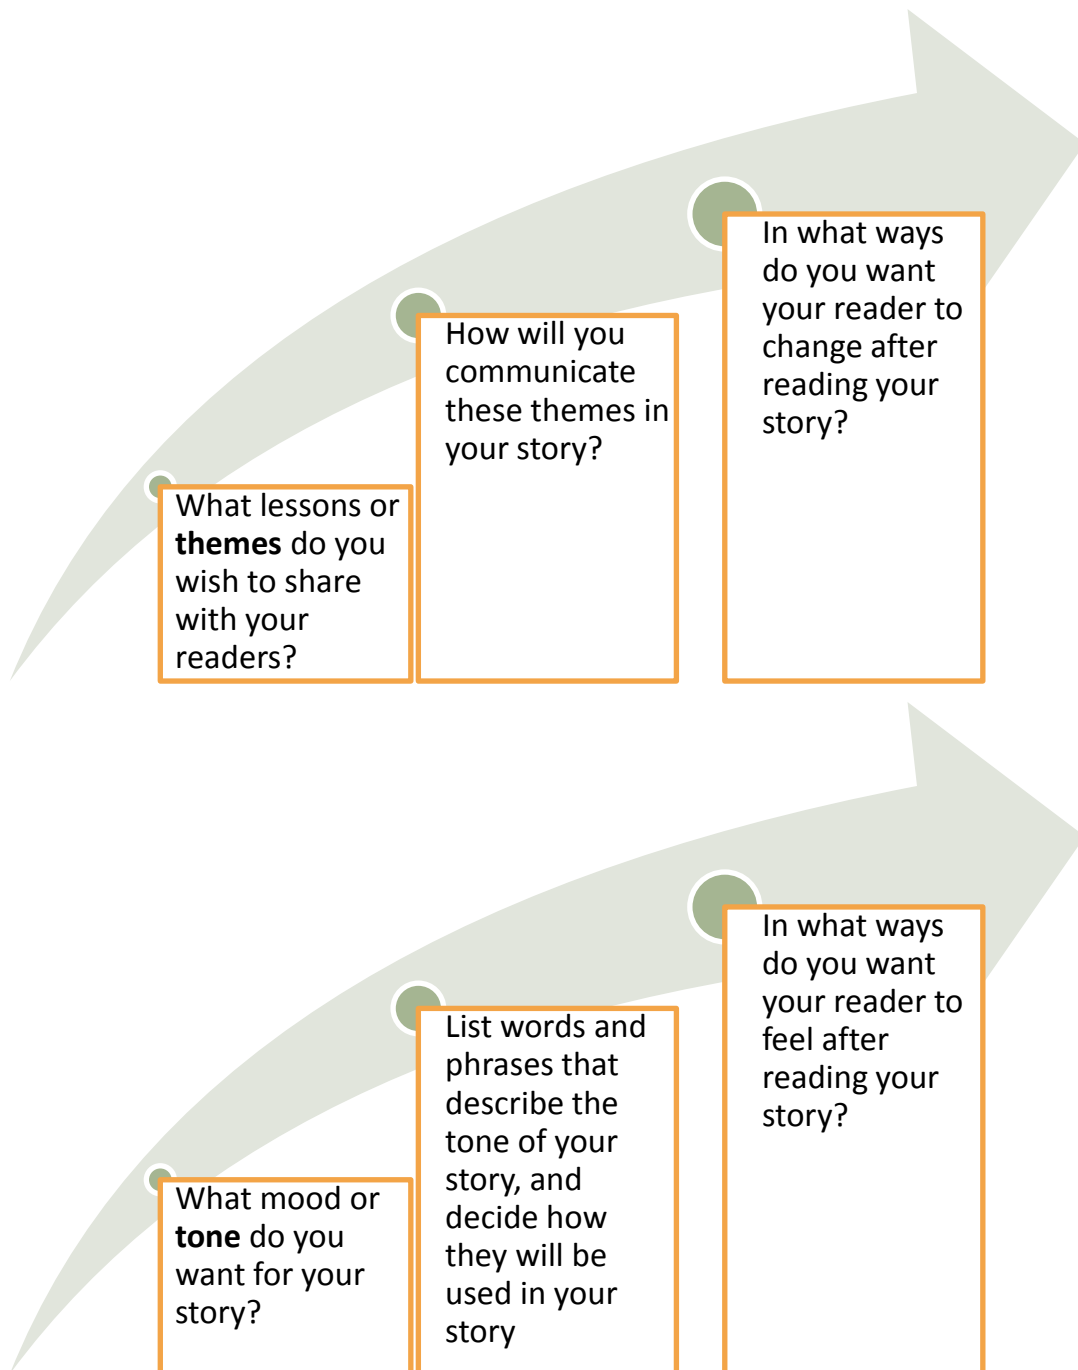 What lessons or
themes do you
wish to share
with your
readers?
How will you
communicate
these themes in
your story?
In what ways
do you want
your reader to
change after
reading your
story?
What mood or
tone do you
want for your
story?
List words and
phrases that
describe the
tone of your
story, and
decide how
they will be
used in your
story
In what ways
do you want
your reader to
feel after
reading your
story?